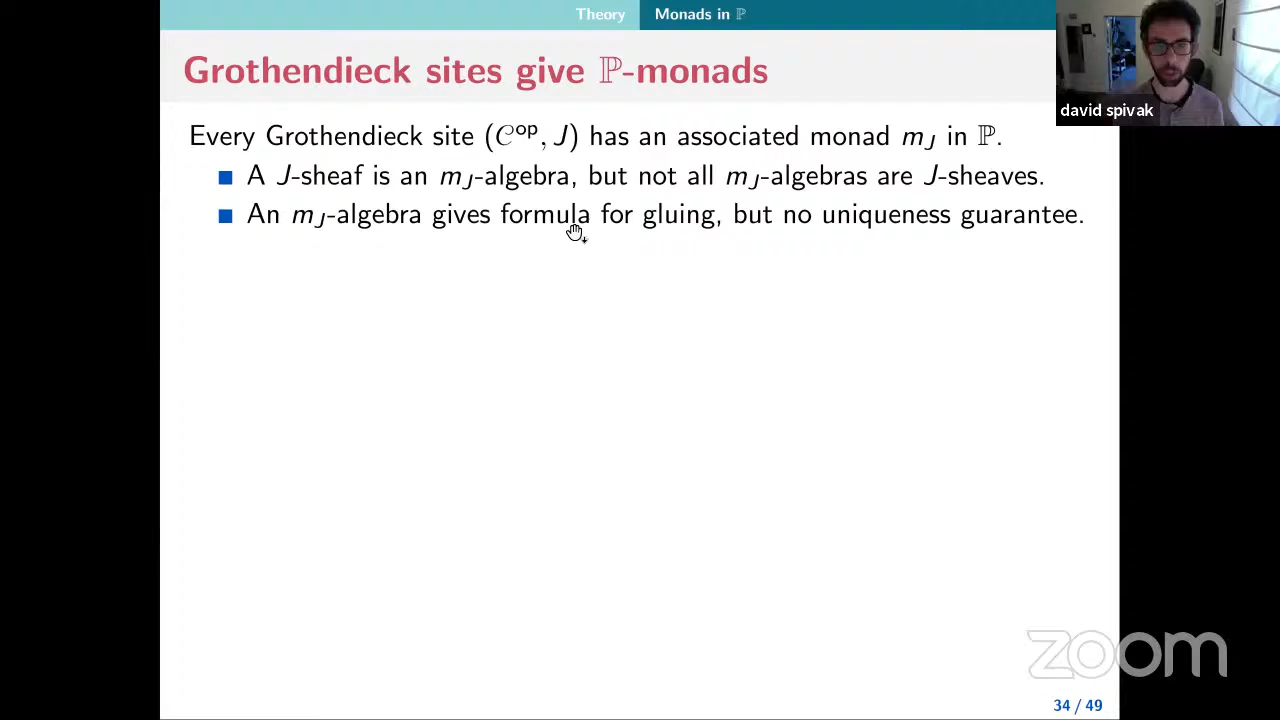 Theory Monads in ℙ
Grothendieck sites give ℙ-monads
david spivak
Every Grothendieck site (𝒞ᵒᵖ, J) has an associated monad m_J in ℙ.
■ A J-sheaf is an m_J-algebra, but not all m_J-algebras are J-sheaves.
■ An m_J-algebra gives formula for gluing, but no uniqueness guarantee.
zoom
34 / 49